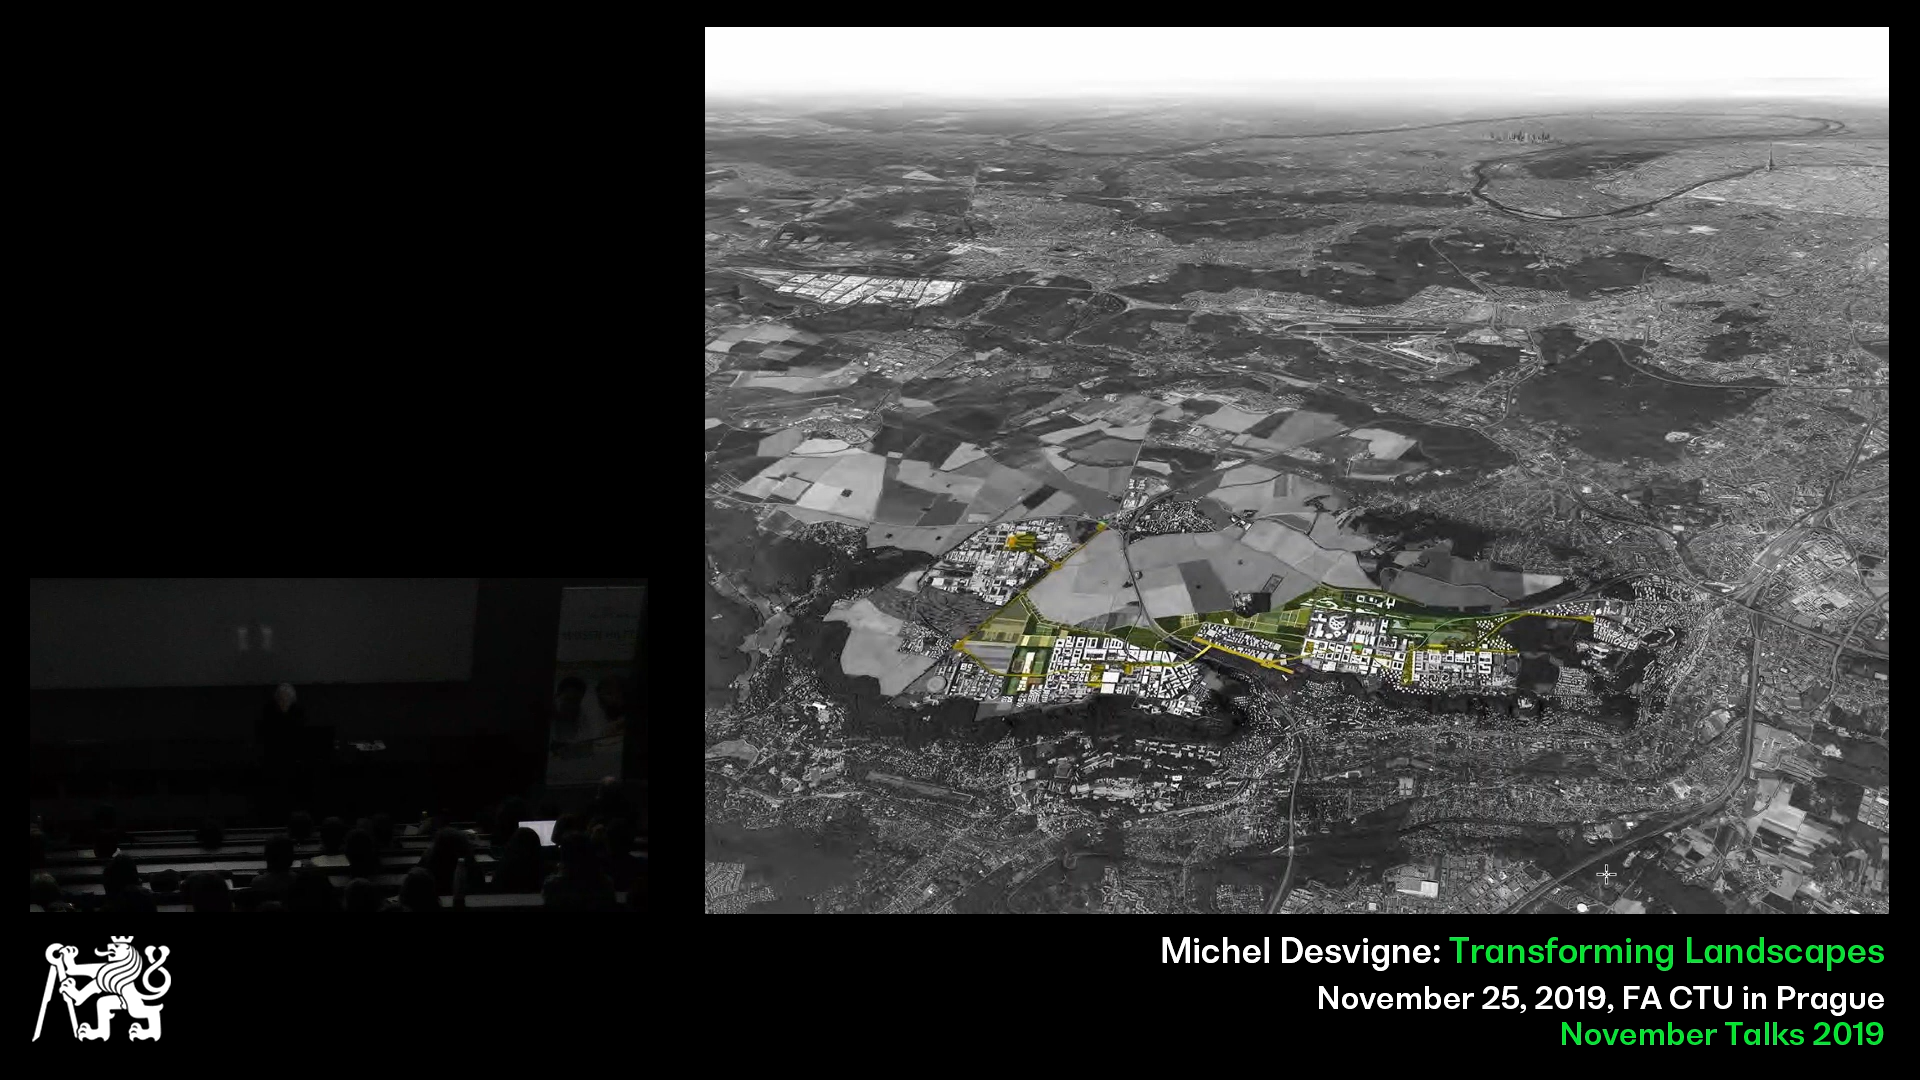 Michel Desvigne: Transforming Landscapes
November 25, 2019, FA CTU in Prague
November Talks 2019